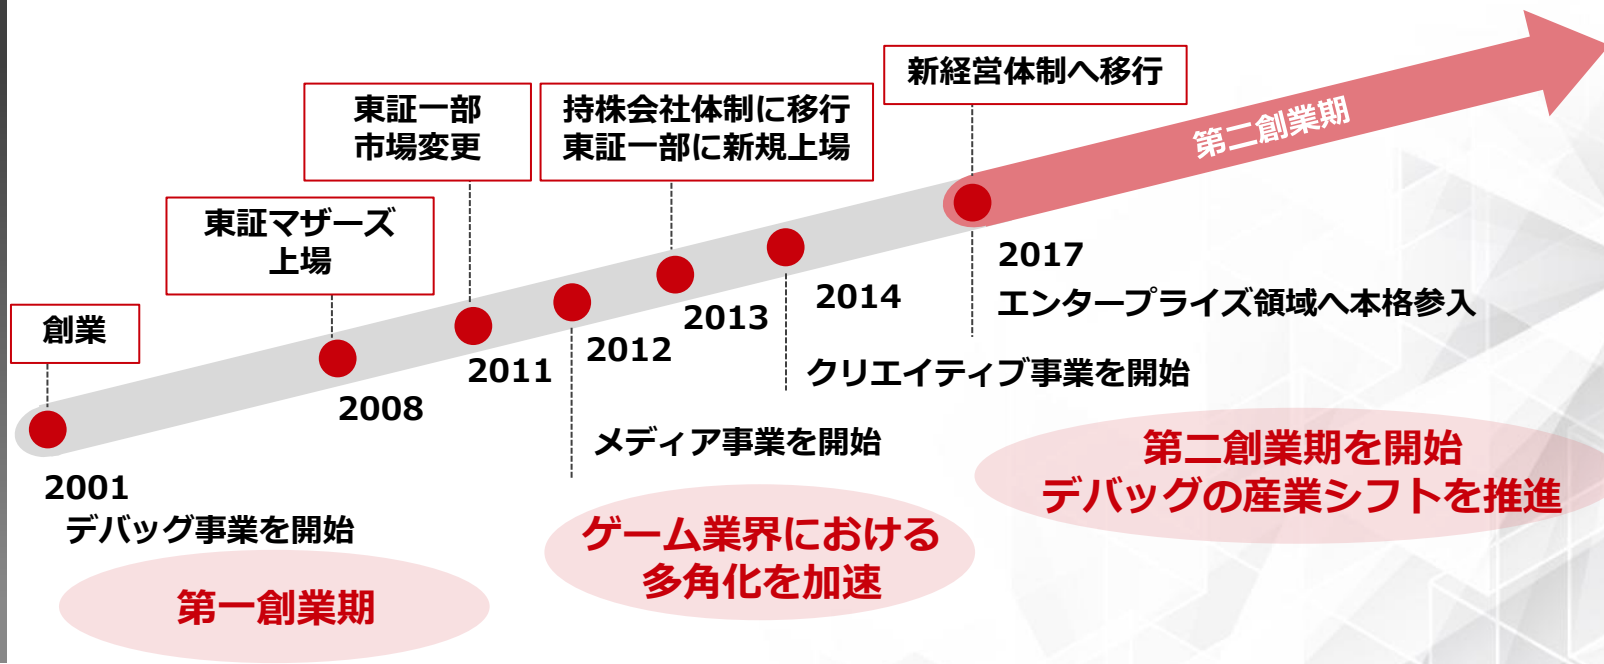 創業
2001
デバッグ事業を開始
第一創業期
東証マザーズ
上場
2008
東証一部
市場変更
2011
2012
メディア事業を開始
持株会社体制に移行
東証一部に新規上場
2013
2014
クリエイティブ事業を開始
ゲーム業界における
多角化を加速
新経営体制へ移行
2017
エンタープライズ領域へ本格参入
第二創業期
第二創業期を開始
デバッグの産業シフトを推進